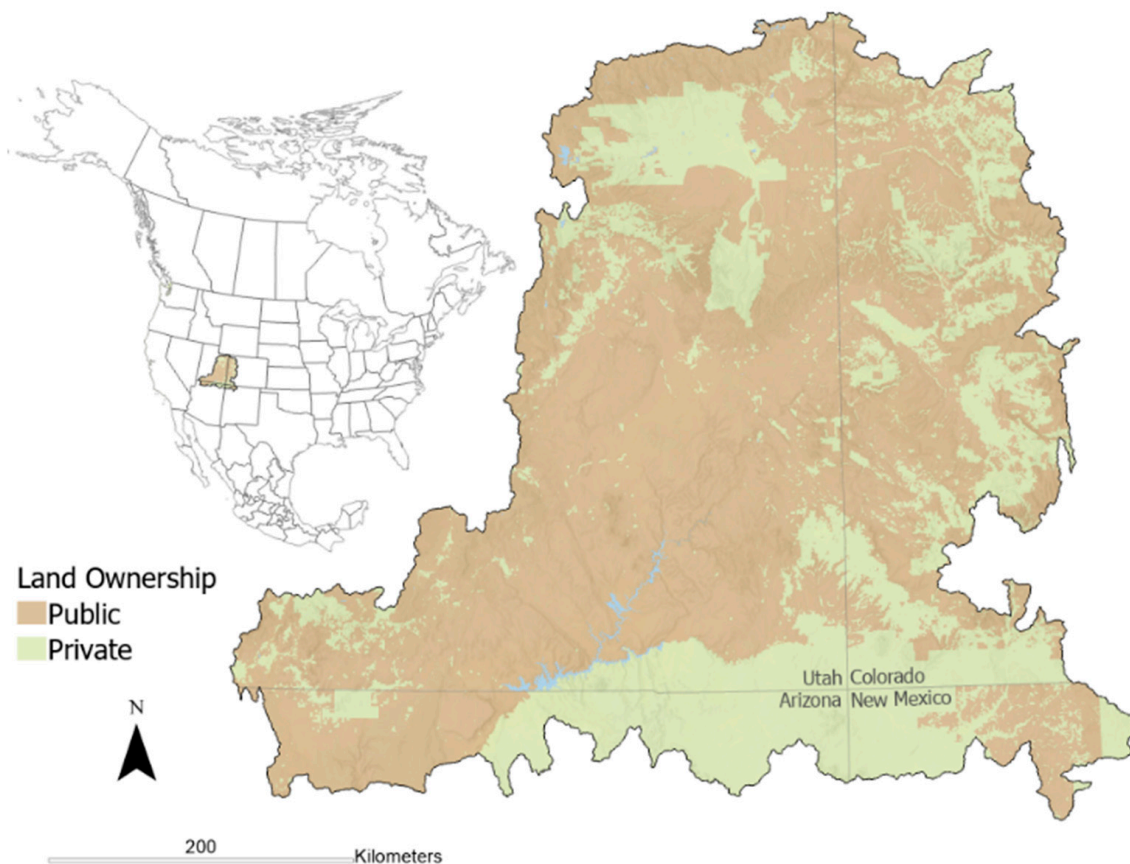 Land Ownership
Public
Private
N
200
Kilometers
Utah Colorado
Arizona New Mexico